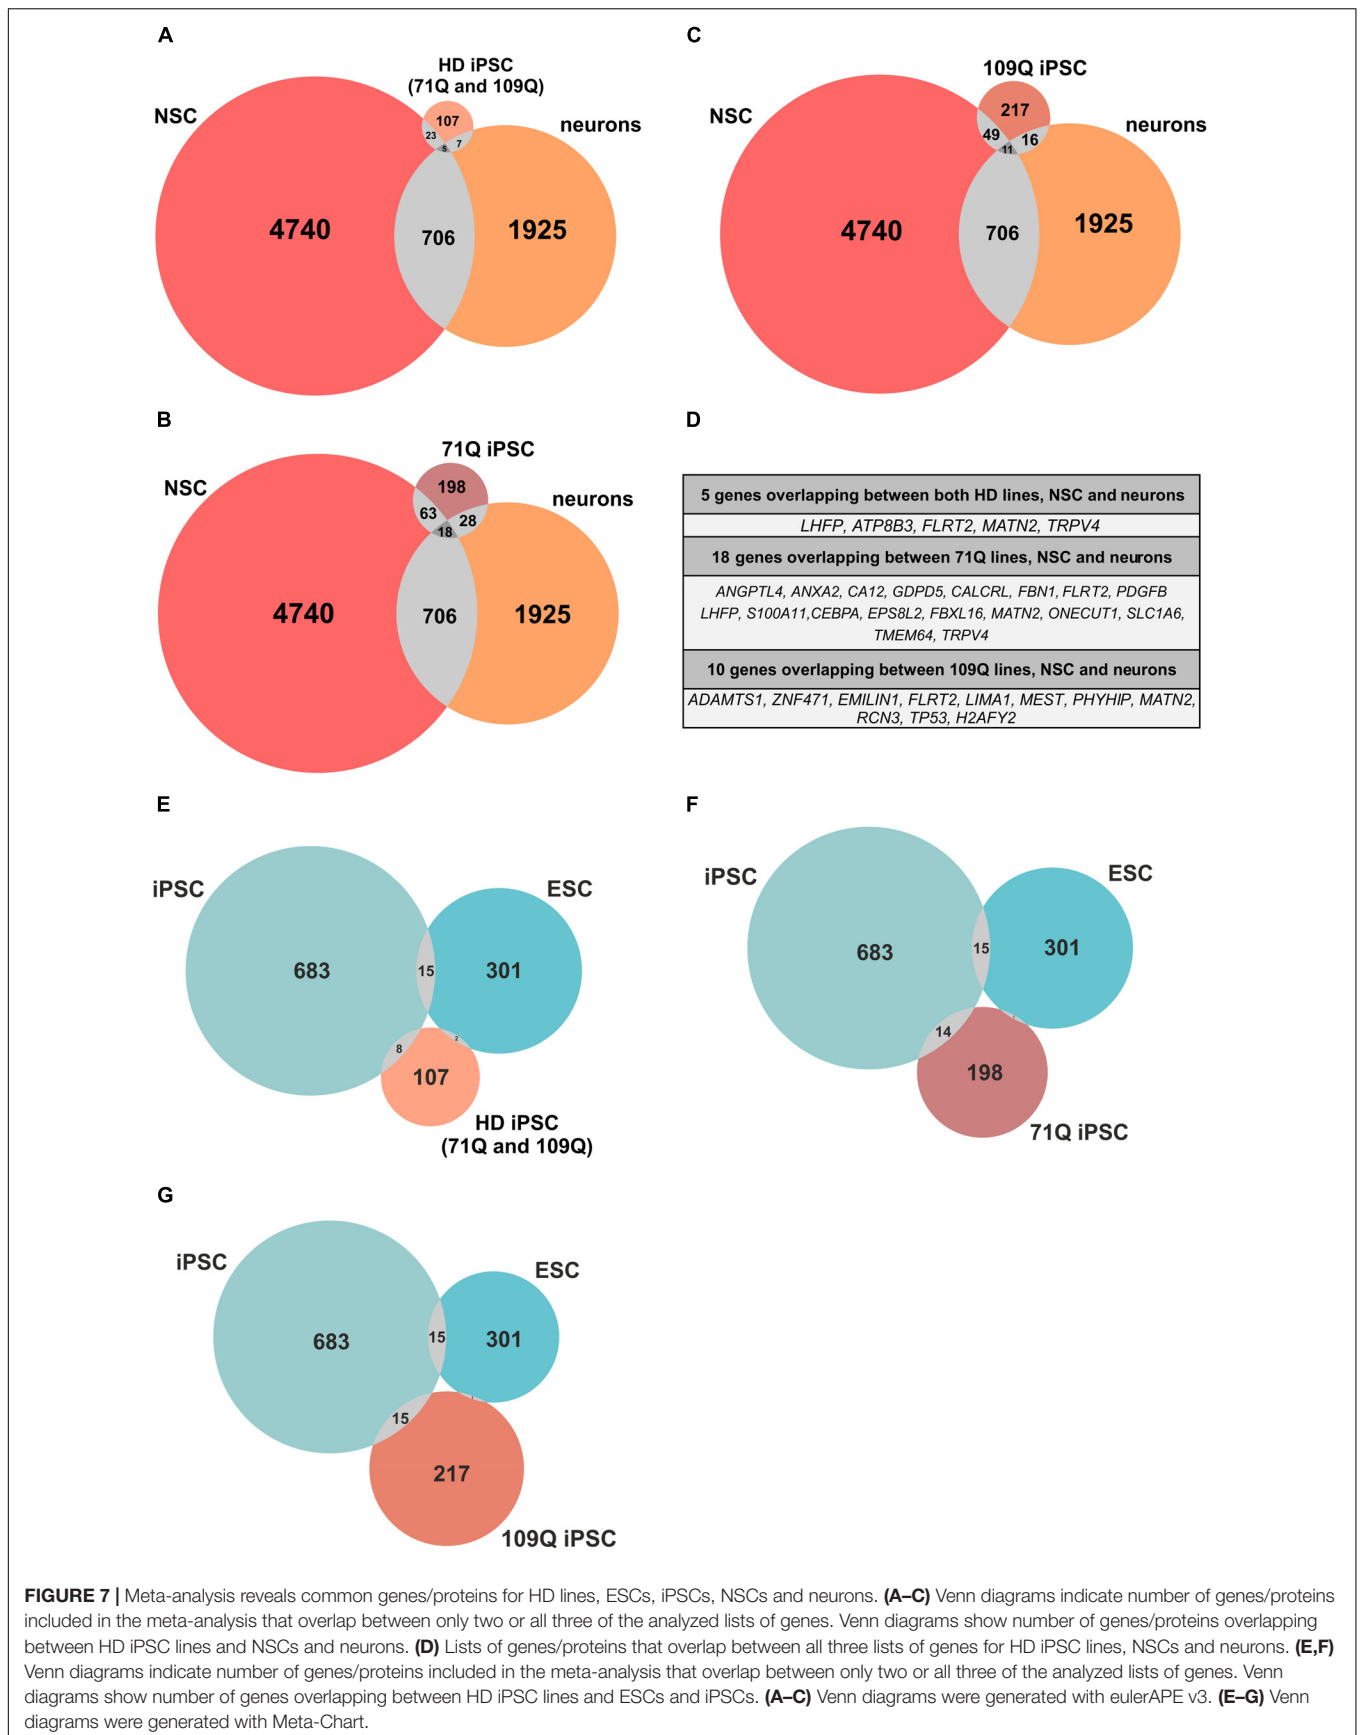 A
HD iPSC
(71Q and 109Q)
NSC
neurons
107
23
7
5
4740
706
1925
C
109Q iPSC
NSC
neurons
217
49
16
11
4740
706
1925
B
71Q iPSC
NSC
neurons
198
63
28
18
4740
706
1925
D
5 genes overlapping between both HD lines, NSC and neurons
LHFP, ATP8B3, FLRT2, MATN2, TRPV4
18 genes overlapping between 71Q lines, NSC and neurons
ANGPTL4, ANXA2, CA12, GDPD5, CALCRL, FBN1, FLRT2, PDGFB
LHFP, S100A11,CEBPA, EPS8L2, FBXL16, MATN2, ONECUT1, SLC1A6,
TMEM64, TRPV4
10 genes overlapping between 109Q lines, NSC and neurons
ADAMTS1, ZNF471, EMILIN1, FLRT2, LIMA1, MEST, PHYHIP, MATN2,
RCN3, TP53, H2AFY2
E
iPSC
ESC
683
15
301
8
2
107
HD iPSC
(71Q and 109Q)
F
iPSC
ESC
683
15
301
14
198
71Q iPSC
G
iPSC
ESC
683
15
301
15
217
109Q iPSC
FIGURE 7 | Meta-analysis reveals common genes/proteins for HD lines, ESCs, iPSCs, NSCs and neurons. (A–C) Venn diagrams indicate number of genes/proteins
included in the meta-analysis that overlap between only two or all three of the analyzed lists of genes. Venn diagrams show number of genes/proteins overlapping
between HD iPSC lines and NSCs and neurons. (D) Lists of genes/proteins that overlap between all three lists of genes for HD iPSC lines, NSCs and neurons. (E,F)
Venn diagrams indicate number of genes/proteins included in the meta-analysis that overlap between only two or all three of the analyzed lists of genes. Venn
diagrams show number of genes overlapping between HD iPSC lines and ESCs and iPSCs. (A–C) Venn diagrams were generated with eulerAPE v3. (E–G) Venn
diagrams were generated with Meta-Chart.